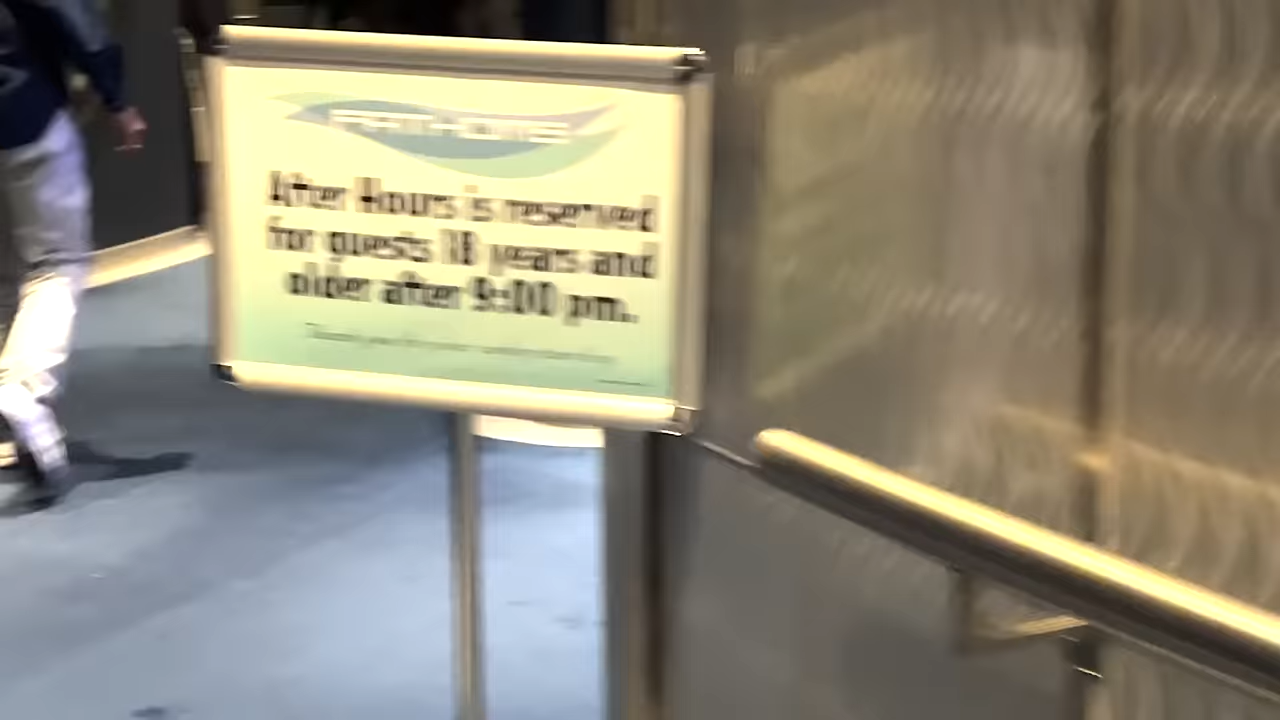 After Hours is reserved
for guests 18 years and
older after 9:00 pm.